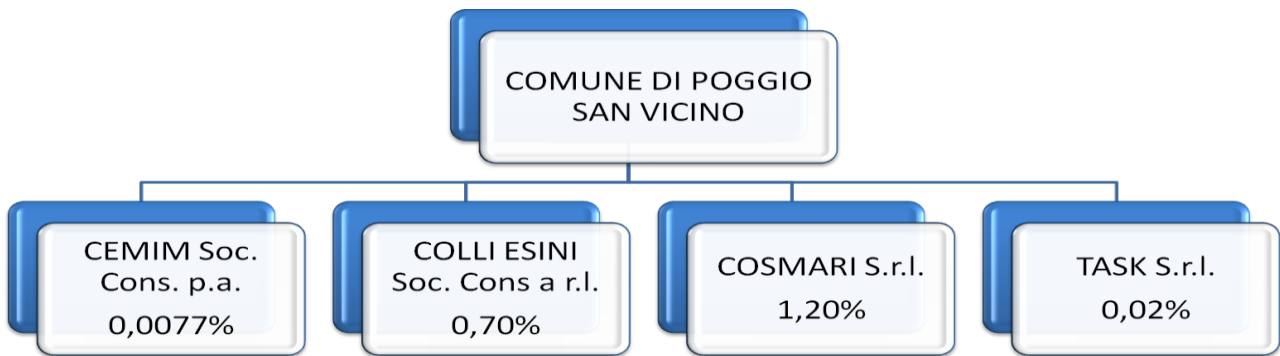 COMUNE DI POGGIO
SAN VICINO
CEMIM Soc.
Cons. p.a.
0,0077%
COLLI ESINI
Soc. Cons a r.l.
0,70%
COSMARI S.r.l.
1,20%
TASK S.r.l.
0,02%